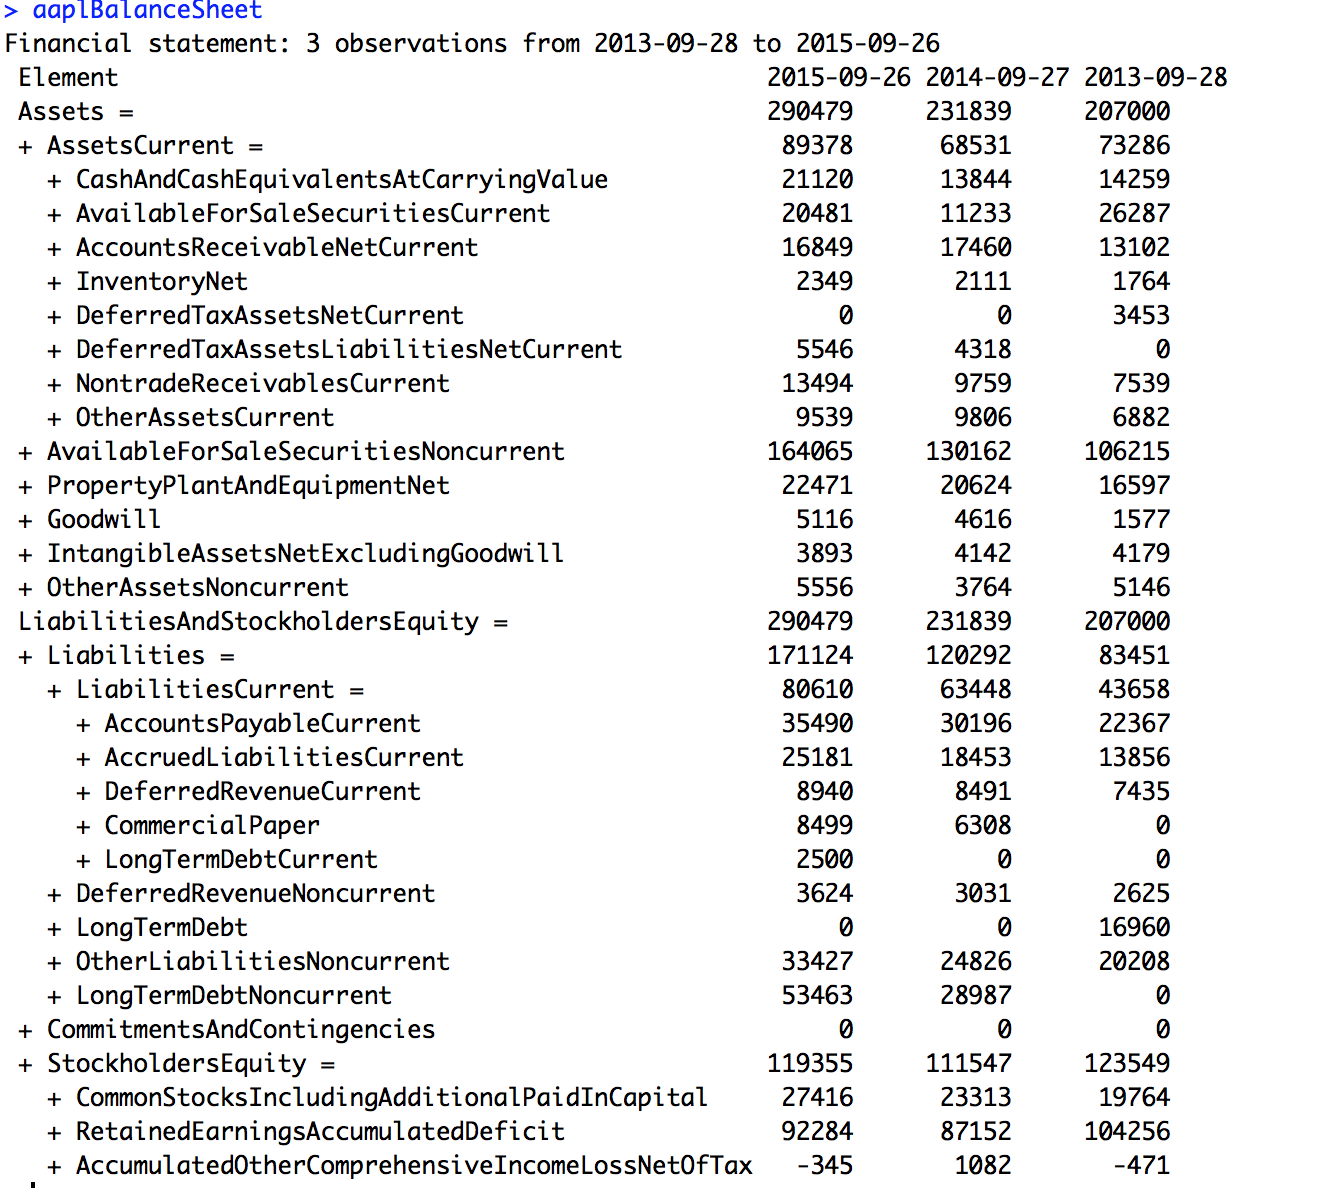 > aaplBalanceSheet
Financial statement: 3 observations from 2013-09-28 to 2015-09-26
Element 2015-09-26 2014-09-27 2013-09-28
Assets = 290479 231839 207000
+ AssetsCurrent = 89378 68531 73286
+ CashAndCashEquivalentsAtCarryingValue 21120 13844 14259
+ AvailableForSaleSecuritiesCurrent 20481 11233 26287
+ AccountsReceivableNetCurrent 16849 17460 13102
+ InventoryNet 2349 2111 1764
+ DeferredTaxAssetsNetCurrent 0 0 3453
+ DeferredTaxAssetsLiabilitiesNetCurrent 5546 4318 0
+ NontradeReceivablesCurrent 13494 9759 7539
+ OtherAssetsCurrent 9539 9806 6882
+ AvailableForSaleSecuritiesNoncurrent 164065 130162 106215
+ PropertyPlantAndEquipmentNet 22471 20624 16597
+ Goodwill 5116 4616 1577
+ IntangibleAssetsNetExcludingGoodwill 3893 4142 4179
+ OtherAssetsNoncurrent 5556 3764 5146
LiabilitiesAndStockholdersEquity = 290479 231839 207000
+ Liabilities = 171124 120292 83451
+ LiabilitiesCurrent = 80610 63448 43658
+ AccountsPayableCurrent 35490 30196 22367
+ AccruedLiabilitiesCurrent 25181 18453 13856
+ DeferredRevenueCurrent 8940 8491 7435
+ CommercialPaper 8499 6308 0
+ LongTermDebtCurrent 2500 0 0
+ DeferredRevenueNoncurrent 3624 3031 2625
+ LongTermDebt 0 0 16960
+ OtherLiabilitiesNoncurrent 33427 24826 20208
+ LongTermDebtNoncurrent 53463 28987 0
+ CommitmentsAndContingencies 0 0 0
+ StockholdersEquity = 119355 111547 123549
+ CommonStocksIncludingAdditionalPaidInCapital 27416 23313 19764
+ RetainedEarningsAccumulatedDeficit 92284 87152 104256
+ AccumulatedOtherComprehensiveIncomeLossNetOfTax -345 1082 -471